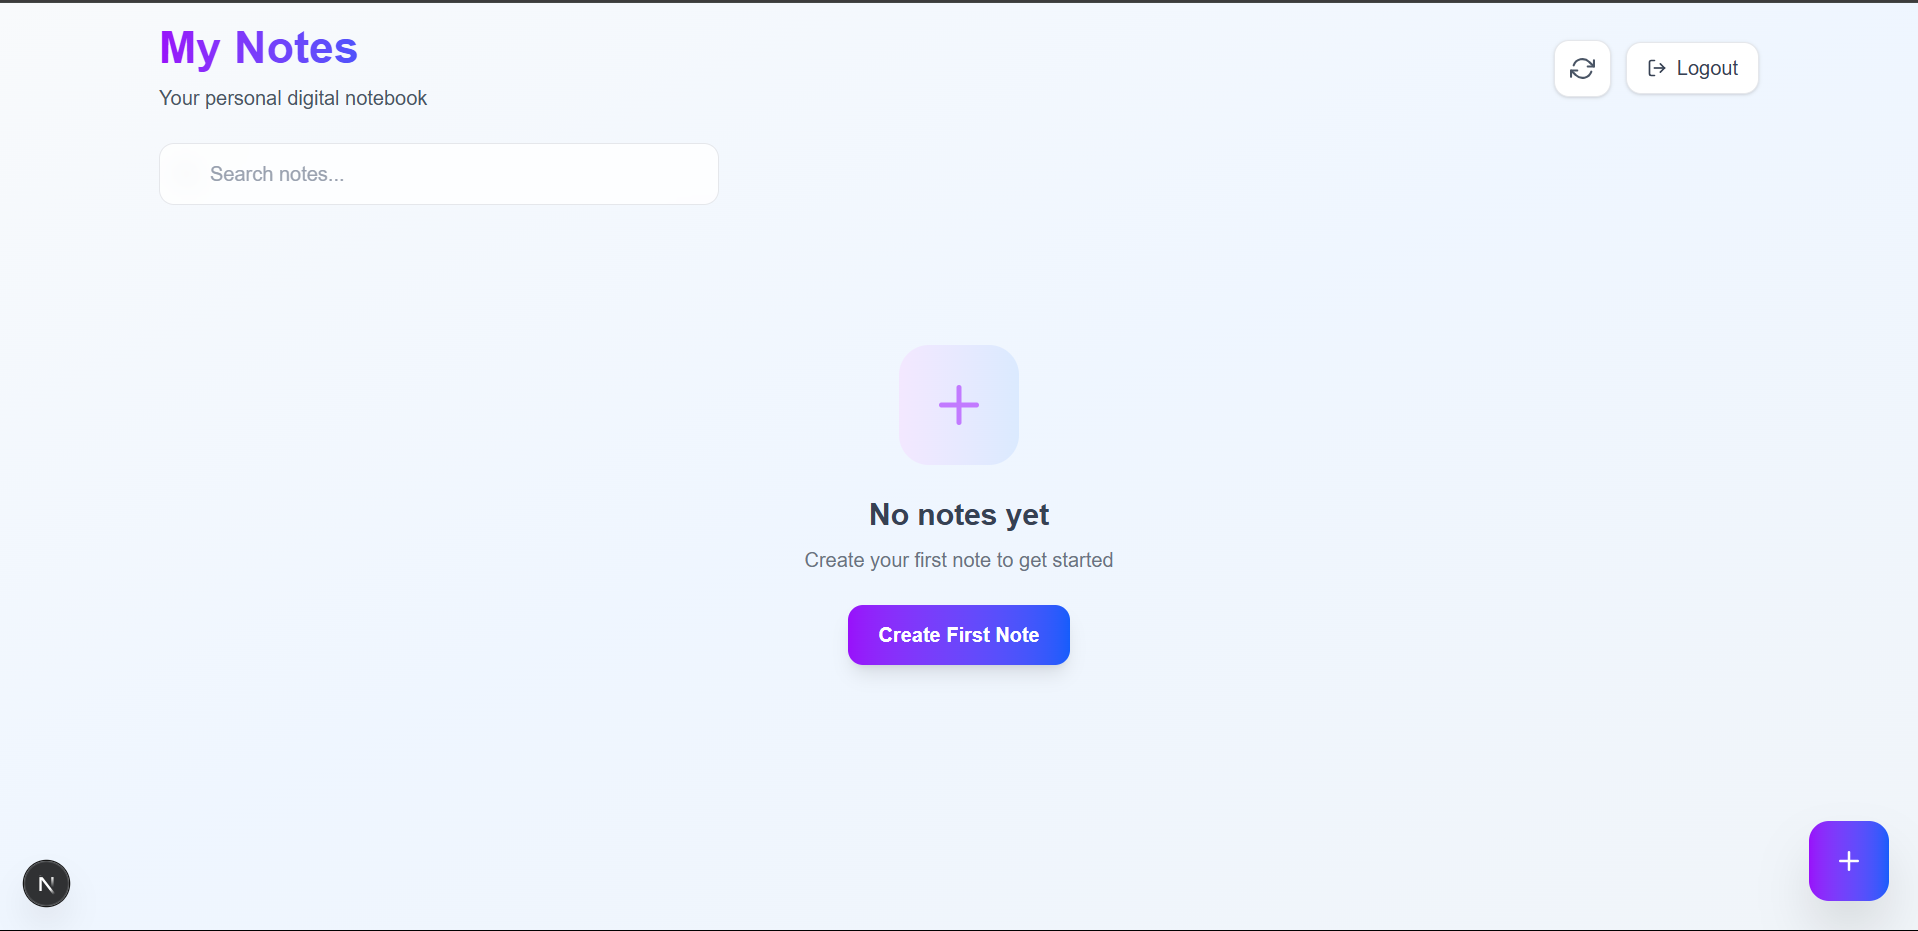 My Notes
Your personal digital notebook
Logout
Search notes...
No notes yet
Create your first note to get started
Create First Note
N